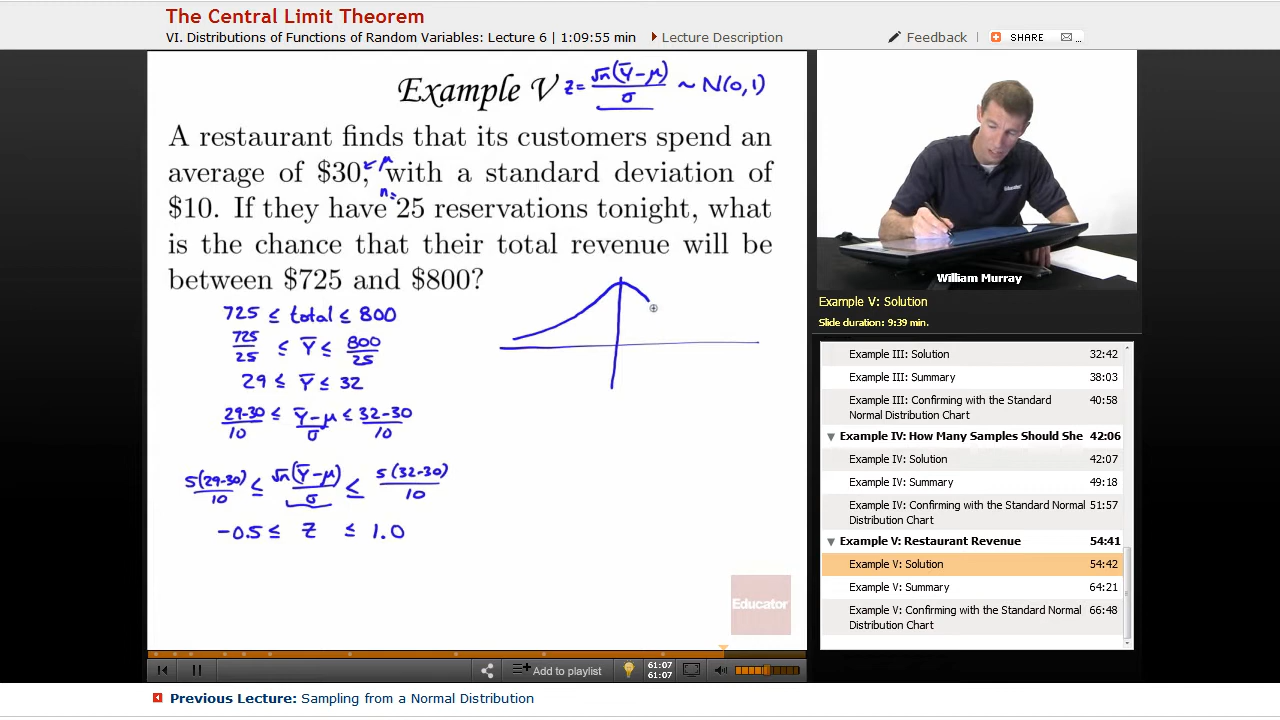 The Central Limit Theorem
VI. Distributions of Functions of Random Variables: Lecture 6 | 1:09:55 min Lecture Description
Feedback SHARE
Example V z = √n(Ȳ-μ)/σ ~ N(0,1)
A restaurant finds that its customers spend an
average of $30, ← μ with a standard deviation of
$10. If they have n= 25 reservations tonight, what
is the chance that their total revenue will be
between $725 and $800?
725 ≤ total ≤ 800
725/25 ≤ Ȳ ≤ 800/25
29 ≤ Ȳ ≤ 32
29-30/10 ≤ Ȳ-μ/σ ≤ 32-30/10
5(29-30)/10 ≤ √n(Ȳ-μ)/σ ≤ 5(32-30)/10
-0.5 ≤ Z ≤ 1.0
Educator
Add to playlist
61:07
61:07
Educator
William Murray
Example V: Solution
Slide duration: 9:39 min.
Example III: Solution 32:42
Example III: Summary 38:03
Example III: Confirming with the Standard 40:58
Normal Distribution Chart
Example IV: How Many Samples Should She 42:06
Example IV: Solution 42:07
Example IV: Summary 49:18
Example IV: Confirming with the Standard Normal 51:57
Distribution Chart
Example V: Restaurant Revenue 54:41
Example V: Solution 54:42
Example V: Summary 64:21
Example V: Confirming with the Standard Normal 66:48
Distribution Chart
Previous Lecture: Sampling from a Normal Distribution